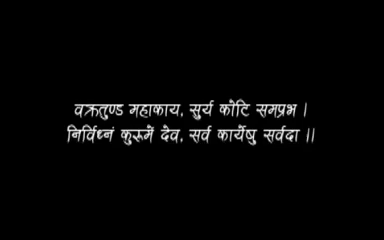 वक्रतुण्ड महाकाय, सुर्य कोटि समप्रभ ।
निर्विघ्नं कुरूमें देव, सर्व कार्येषु सर्वदा ।।